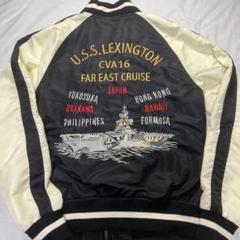 U.S.S. LEXINGTON
CVA 16
FAR EAST CRUISE
JAPAN
YOKOSUKA HONG KONG
OKINAWA HAWAII
PHILIPPINES FORMOSA